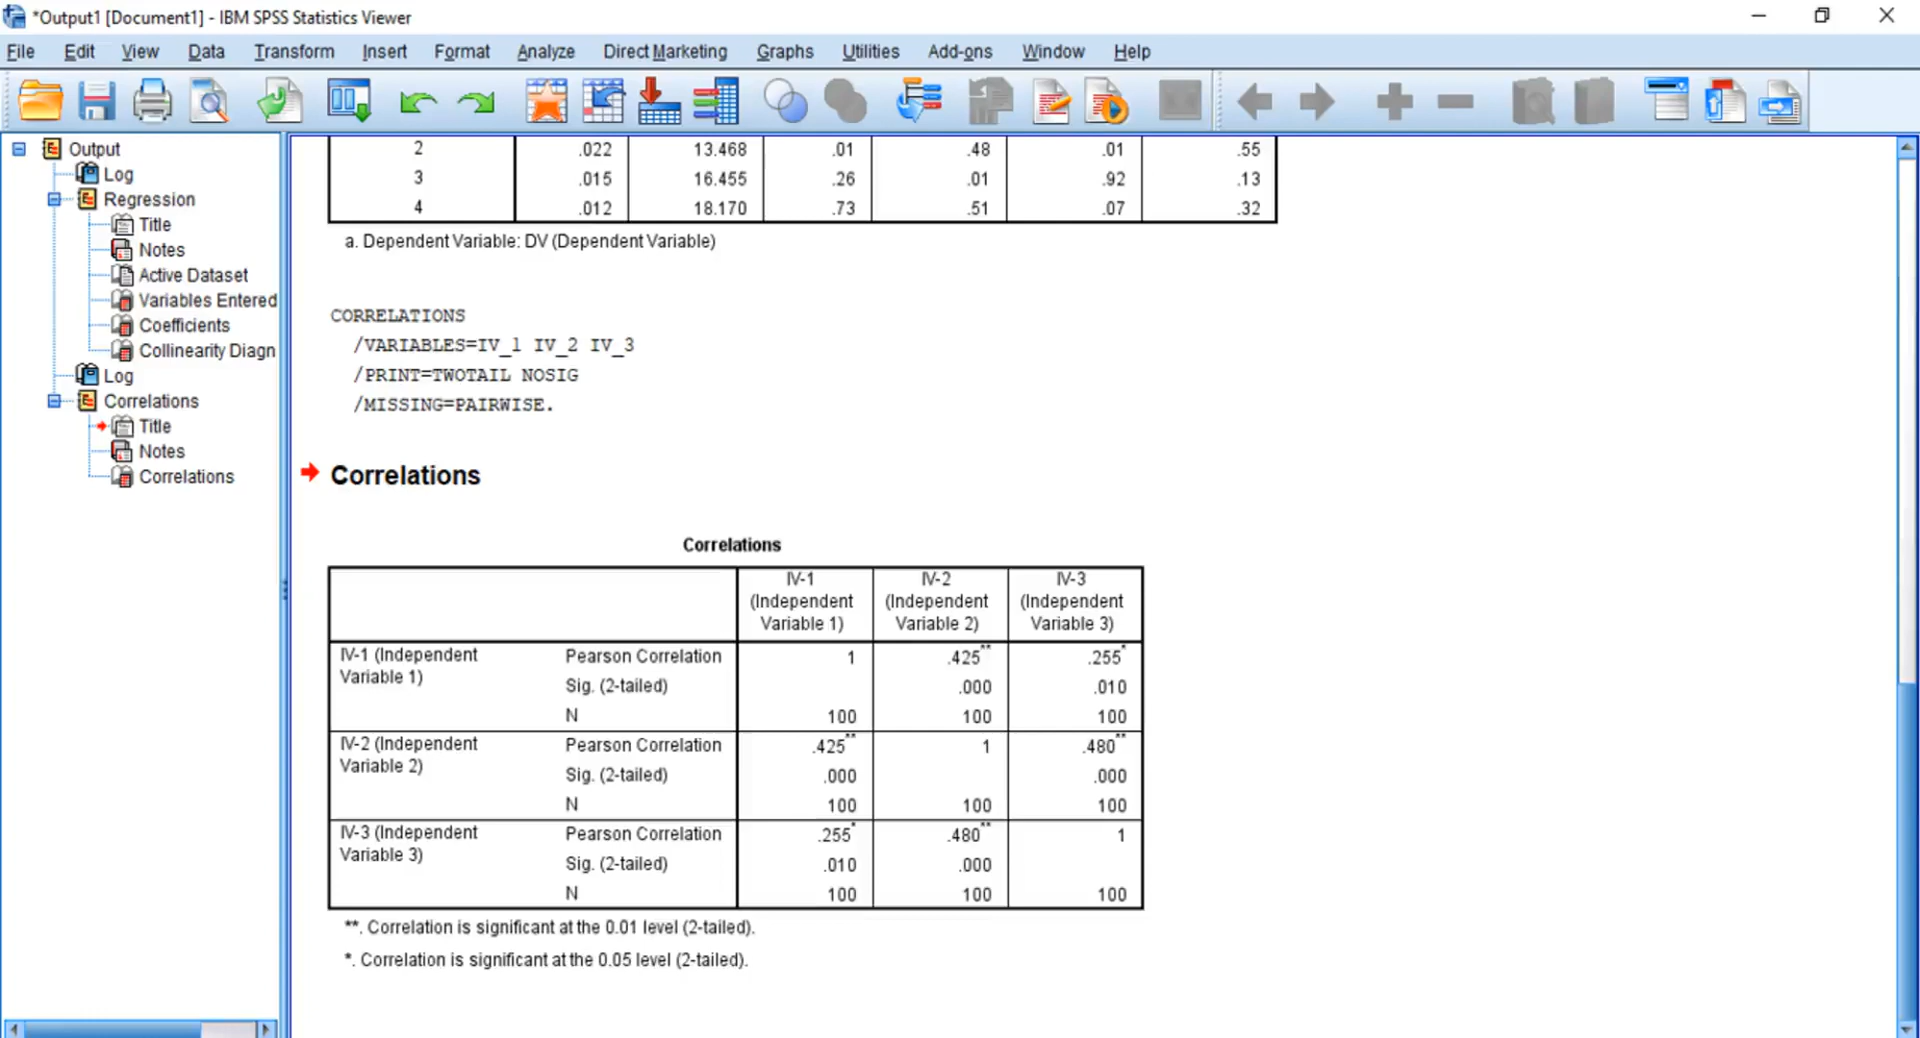 *Output1 [Document1] - IBM SPSS Statistics Viewer
File Edit View Data Transform Insert Format Analyze Direct Marketing Graphs Utilities Add-ons Window Help
Output
Log
Regression
Title
Notes
Active Dataset
Variables Entered
Coefficients
Collinearity Diagn
Log
Correlations
Title
Notes
Correlations
2 .022 13.468 .01 .48 .01 .55
3 .015 16.455 .26 .01 .92 .13
4 .012 18.170 .73 .51 .07 .32
a. Dependent Variable: DV (Dependent Variable)
CORRELATIONS
/VARIABLES=IV_1 IV_2 IV_3
/PRINT=TWOTAIL NOSIG
/MISSING=PAIRWISE.
Correlations
Correlations
IV-1 IV-2 IV-3
(Independent (Independent (Independent
Variable 1) Variable 2) Variable 3)
IV-1 (Independent Pearson Correlation 1 .425** .255*
Variable 1) Sig. (2-tailed) .000 .010
N 100 100 100
IV-2 (Independent Pearson Correlation .425** 1 .480**
Variable 2) Sig. (2-tailed) .000 .000
N 100 100 100
IV-3 (Independent Pearson Correlation .255* .480** 1
Variable 3) Sig. (2-tailed) .010 .000
N 100 100 100
**. Correlation is significant at the 0.01 level (2-tailed).
*. Correlation is significant at the 0.05 level (2-tailed).